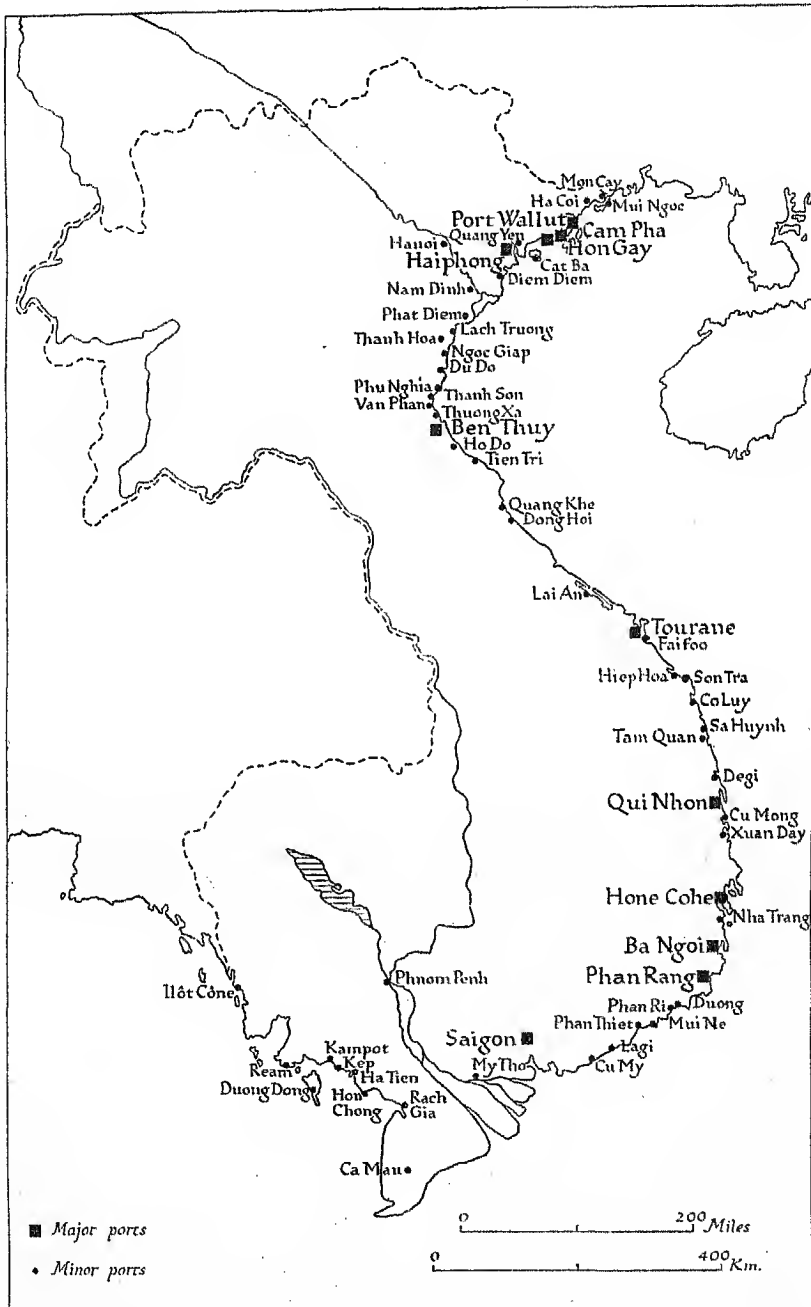 Mon Cay
Ha Coi
Mui Ngoc
Port Wallut
Cam Pha
Quang Yen
Hon Gay
Hanoi
Haiphong
Cat Ba
Diem Diem
Nam Dinh
Phat Diem
Lach Truong
Thanh Hoa
Ngoc Giap
Du Do
Phu Nghia
Thanh Son
Van Phan
Thuong Xa
Ben Thuy
Ho Do
Tien Tri
Quang Khe
Dong Hoi
Lai An
Tourane
Faifoo
Hiep Hoa
Son Tra
Co Luy
Sa Huynh
Tam Quan
Degi
Qui Nhon
Cu Mong
Xuan Day
Hone Cohe
Nha Trang
Ba Ngoi
Phan Rang
Phnom Penh
Ilôt Cône
Duong
Phan Ri
Phan Thiet
Mui Ne
Saigon
Lagi
Cu My
My Tho
Kampot
Kep
Ream
Ha Tien
Duong Dong
Hon
Chong
Rach
Gia
Ca Mau
Major ports
Minor ports
0 200
Miles
0 400
Km.